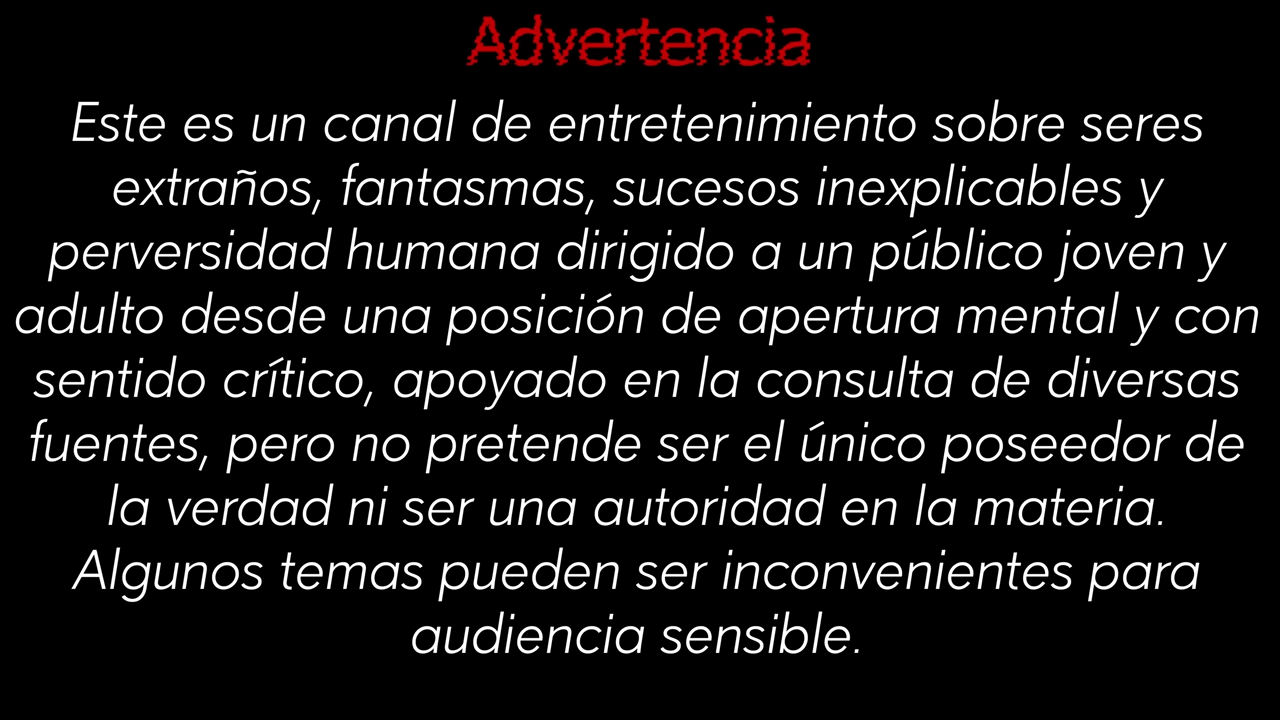 Advertencia
Este es un canal de entretenimiento sobre seres
extraños, fantasmas, sucesos inexplicables y
perversidad humana dirigido a un público joven y
adulto desde una posición de apertura mental y con
sentido crítico, apoyado en la consulta de diversas
fuentes, pero no pretende ser el único poseedor de
la verdad ni ser una autoridad en la materia.
Algunos temas pueden ser inconvenientes para
audiencia sensible.